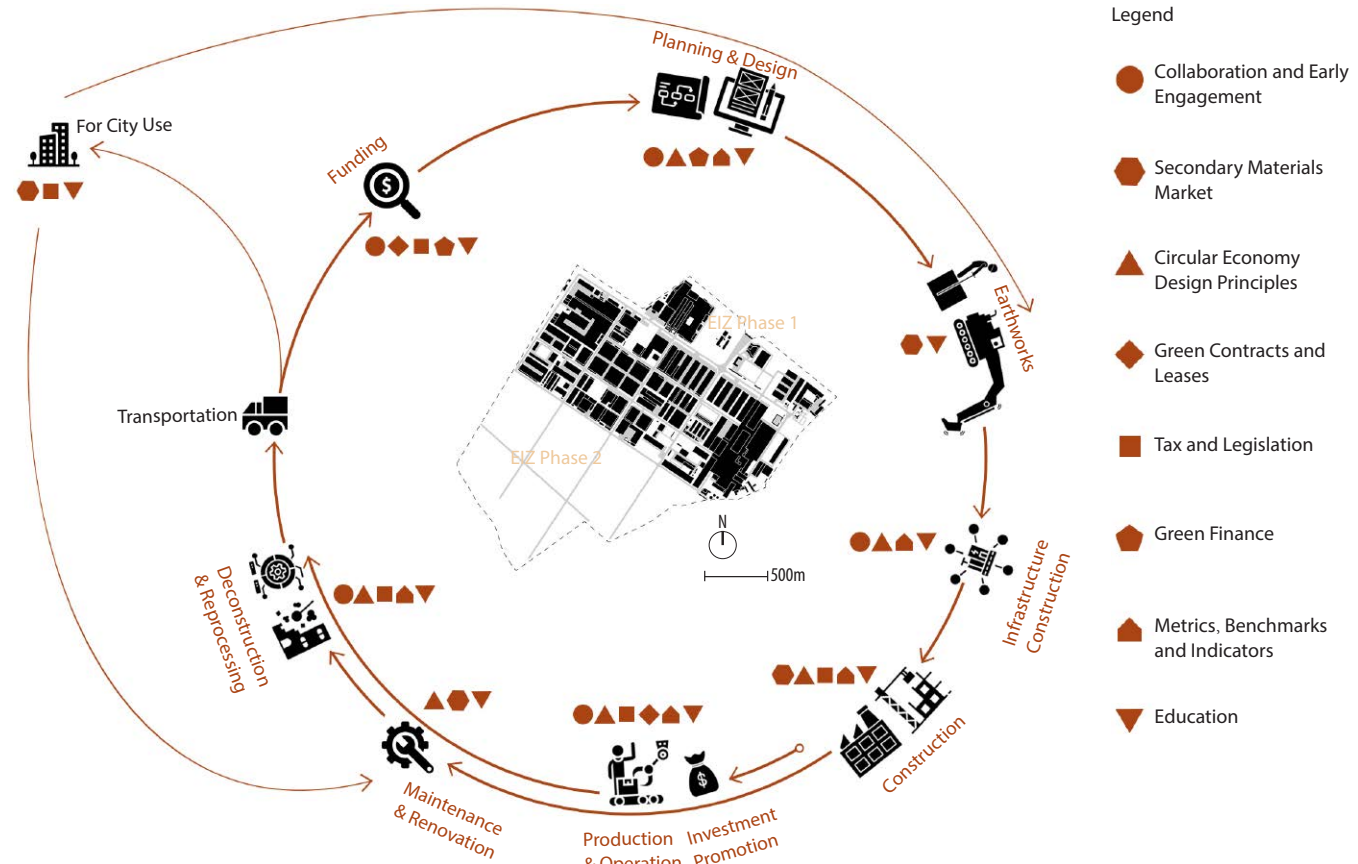 Legend
Collaboration and Early
Engagement
Secondary Materials
Market
Circular Economy
Design Principles
Green Contracts and
Leases
Tax and Legislation
Green Finance
Metrics, Benchmarks
and Indicators
Education
Planning & Design
For City Use
Funding
$
Earthworks
EIZ Phase 1
EIZ Phase 2
Transportation
N
500m
Infrastructure
Construction
Deconstruction
& Reprocessing
Construction
$
Maintenance
& Renovation
Production
& Operation
Investment
Promotion